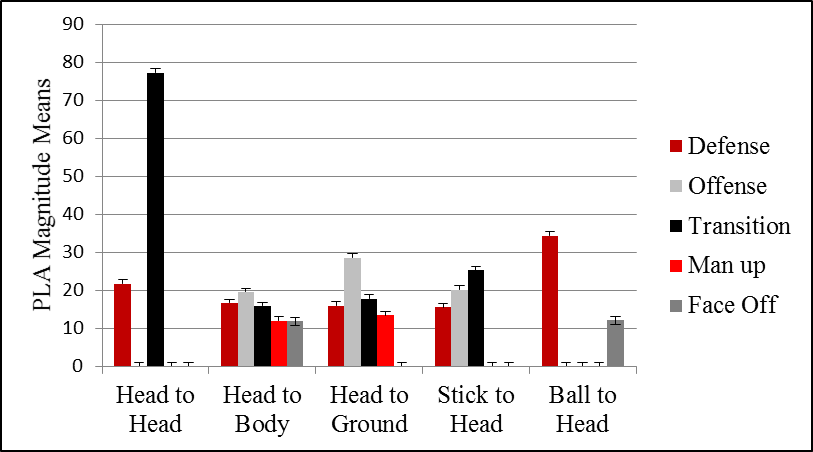 PLA Magnitude Means
90
80
70
60
50
40
30
20
10
0
Head to
Head
Head to
Body
Head to
Ground
Stick to
Head
Ball to
Head
Defense
Offense
Transition
Man up
Face Off